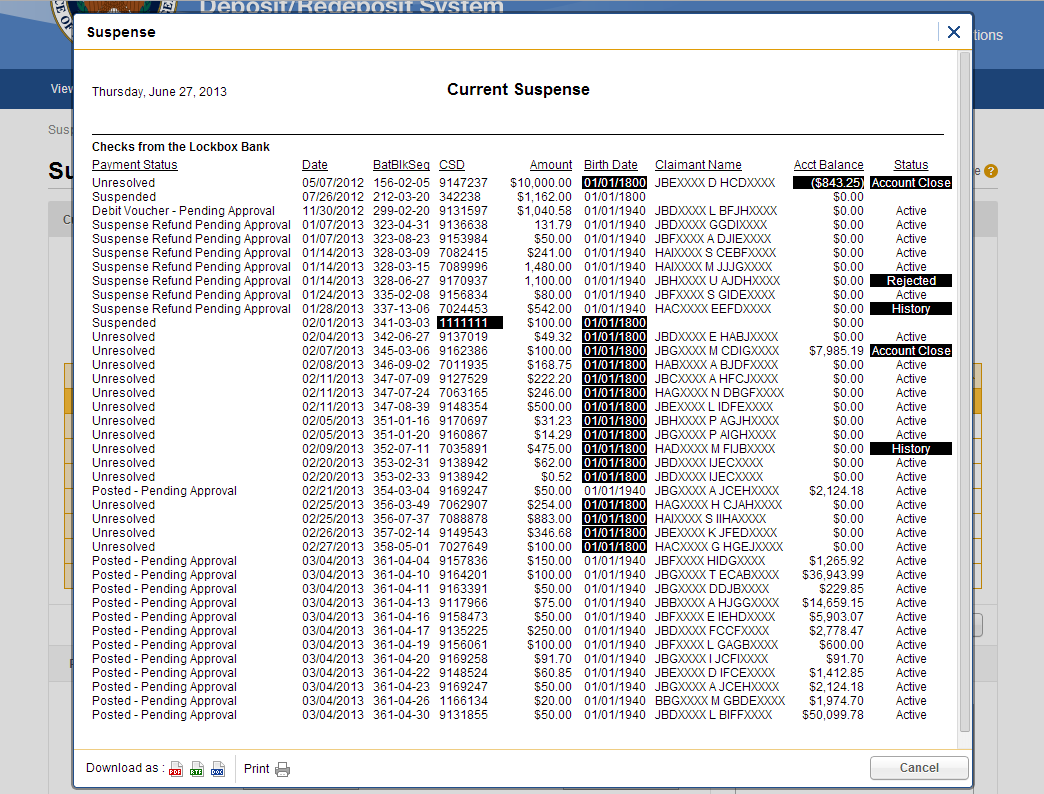 Deposit/Redeposit System
Suspense
tions
View
Susp
Su
e ?
Cu
Thursday, June 27, 2013
Current Suspense
Checks from the Lockbox Bank
Payment Status Date BatBlkSeq CSD Amount Birth Date Claimant Name Acct Balance Status
Unresolved 05/07/2012 156-02-05 9147237 $10,000.00 01/01/1800 JBEXXXX D HCDXXXX ($843.25) Account Close
Suspended 07/26/2012 212-03-20 342238 $1,162.00 01/01/1800 $0.00
Debit Voucher - Pending Approval 11/30/2012 299-02-20 9131597 $1,040.58 01/01/1940 JBDXXXX L BFJHXXXX $0.00 Active
Suspense Refund Pending Approval 01/07/2013 323-04-31 9136638 131.79 01/01/1940 JBDXXXX GGDIXXXX $0.00 Active
Suspense Refund Pending Approval 01/07/2013 323-08-23 9153984 $50.00 01/01/1940 JBFXXXX A DJIEXXXX $0.00 Active
Suspense Refund Pending Approval 01/14/2013 328-03-09 7082415 $241.00 01/01/1940 HAIXXXX S CEBFXXXX $0.00 Active
Suspense Refund Pending Approval 01/14/2013 328-03-15 7089996 1,480.00 01/01/1940 HAIXXXX M JJJGXXXX $0.00 Active
Suspense Refund Pending Approval 01/14/2013 328-06-27 9170937 1,100.00 01/01/1940 JBHXXXX U AJDHXXXX $0.00 Rejected
Suspense Refund Pending Approval 01/24/2013 335-02-08 9156834 $80.00 01/01/1940 JBFXXXX S GIDEXXXX $0.00 Active
Suspense Refund Pending Approval 01/28/2013 337-13-06 7024453 $542.00 01/01/1940 HACXXXX EEFDXXXX $0.00 History
Suspended 02/01/2013 341-03-03 1111111 $100.00 01/01/1800 $0.00
Unresolved 02/04/2013 342-06-27 9137019 $49.32 01/01/1800 JBDXXXX E HABJXXXX $0.00 Active
Unresolved 02/07/2013 345-03-06 9162386 $100.00 01/01/1800 JBGXXXX M CDIGXXXX $7,985.19 Account Close
Unresolved 02/08/2013 346-09-02 7011935 $168.75 01/01/1800 HABXXXX A BJDFXXXX $0.00 Active
Unresolved 02/11/2013 347-07-09 9127529 $222.20 01/01/1800 JBCXXXX A HFCJXXXX $0.00 Active
Unresolved 02/11/2013 347-07-24 7063165 $246.00 01/01/1800 HAGXXXX N DBGFXXXX $0.00 Active
Unresolved 02/11/2013 347-08-39 9148354 $500.00 01/01/1800 JBEXXXX L IDFEXXXX $0.00 Active
Unresolved 02/05/2013 351-01-16 9170697 $31.23 01/01/1800 JBHXXXX P AGJHXXXX $0.00 Active
Unresolved 02/05/2013 351-01-20 9160867 $14.29 01/01/1800 JBGXXXX P AIGHXXXX $0.00 Active
Unresolved 02/09/2013 352-07-11 7035891 $475.00 01/01/1800 HADXXXX M FIJBXXXX $0.00 History
Unresolved 02/20/2013 353-02-31 9138942 $62.00 01/01/1800 JBDXXXX IJECXXXX $0.00 Active
Unresolved 02/20/2013 353-02-33 9138942 $0.52 01/01/1800 JBDXXXX IJECXXXX $0.00 Active
Posted - Pending Approval 02/21/2013 354-03-04 9169247 $50.00 01/01/1940 JBGXXXX A JCEHXXXX $2,124.18 Active
Unresolved 02/25/2013 356-03-49 7062907 $254.00 01/01/1800 HAGXXXX H CJAHXXXX $0.00 Active
Unresolved 02/25/2013 356-07-37 7088878 $883.00 01/01/1800 HAIXXXX S IIHAXXXX $0.00 Active
Unresolved 02/26/2013 357-02-14 9149543 $346.68 01/01/1800 JBEXXXX K JFEDXXXX $0.00 Active
Unresolved 02/27/2013 358-05-01 7027649 $100.00 01/01/1800 HACXXXX G HGEJXXXX $0.00 Active
Posted - Pending Approval 03/04/2013 361-04-04 9157836 $150.00 01/01/1940 JBFXXXX HIDGXXXX $1,265.92 Active
Posted - Pending Approval 03/04/2013 361-04-10 9164201 $100.00 01/01/1940 JBGXXXX T ECABXXXX $36,943.99 Active
Posted - Pending Approval 03/04/2013 361-04-11 9163391 $50.00 01/01/1940 JBGXXXX DDJBXXXX $229.85 Active
Posted - Pending Approval 03/04/2013 361-04-13 9117966 $75.00 01/01/1940 JBBXXXX A HJGGXXXX $14,659.15 Active
Posted - Pending Approval 03/04/2013 361-04-16 9158473 $50.00 01/01/1940 JBFXXXX E IEHDXXXX $5,903.07 Active
Posted - Pending Approval 03/04/2013 361-04-17 9135225 $250.00 01/01/1940 JBDXXXX FCCFXXXX $2,778.47 Active
Posted - Pending Approval 03/04/2013 361-04-19 9156061 $100.00 01/01/1940 JBFXXXX L GAGBXXXX $600.00 Active
Posted - Pending Approval 03/04/2013 361-04-20 9169258 $91.70 01/01/1940 JBGXXXX I JCFIXXXX $91.70 Active
Posted - Pending Approval 03/04/2013 361-04-22 9148524 $60.85 01/01/1940 JBEXXXX D IFCEXXXX $1,412.85 Active
Posted - Pending Approval 03/04/2013 361-04-23 9169247 $50.00 01/01/1940 JBGXXXX A JCEHXXXX $2,124.18 Active
Posted - Pending Approval 03/04/2013 361-04-26 1166134 $20.00 01/01/1940 BBGXXXX M GBDEXXXX $1,974.70 Active
Posted - Pending Approval 03/04/2013 361-04-30 9131855 $50.00 01/01/1940 JBDXXXX L BIFFXXXX $50,099.78 Active
Download as : PDF RTF DOC Print Cancel